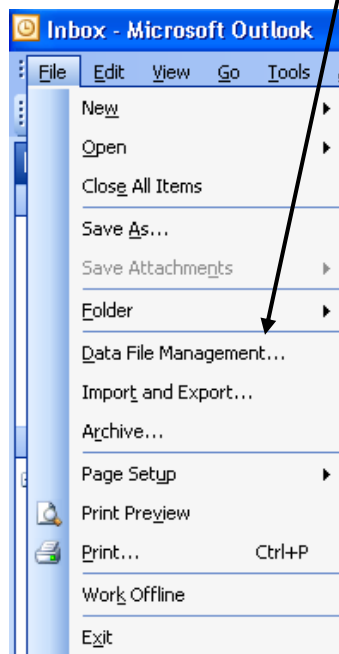 Inbox - Microsoft Outlook
File Edit View Go Tools
New
Open
Close All Items
Save As...
Save Attachments
Folder
Data File Management...
Import and Export...
Archive...
Page Setup
Print Preview
Print... Ctrl+P
Work Offline
Exit